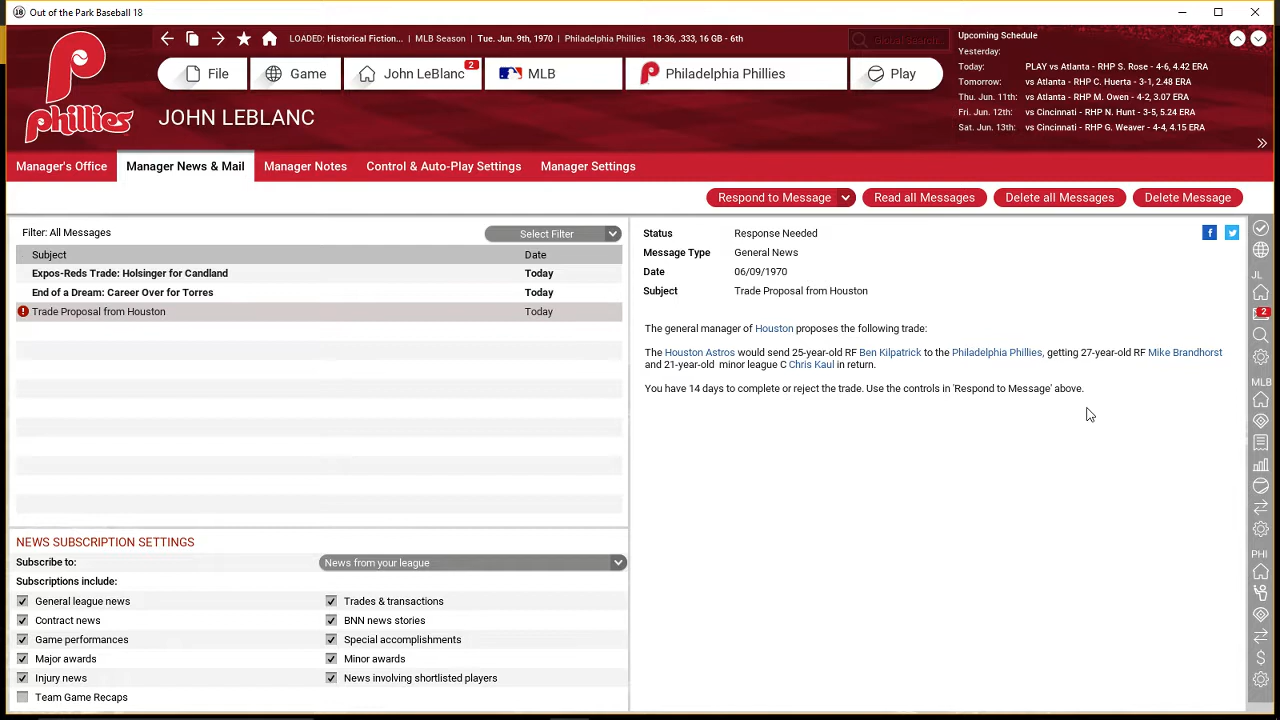 Out of the Park Baseball 18
Phillies
LOADED: Historical Fiction... | MLB Season | Tue. Jun. 9th, 1970 | Philadelphia Phillies 18-36, .333, 16 GB - 6th
Global Search...
File
Game
John LeBlanc
2
MLB
Philadelphia Phillies
Play
JOHN LEBLANC
Upcoming Schedule
Yesterday:
Today: PLAY vs Atlanta - RHP S. Rose - 4-6, 4.42 ERA
Tomorrow: vs Atlanta - RHP C. Huerta - 3-1, 2.48 ERA
Thu. Jun. 11th: vs Atlanta - RHP M. Owen - 4-2, 3.07 ERA
Fri. Jun. 12th: vs Cincinnati - RHP N. Hunt - 3-5, 5.24 ERA
Sat. Jun. 13th: vs Cincinnati - RHP G. Weaver - 4-4, 4.15 ERA
Manager's Office
Manager News & Mail
Manager Notes
Control & Auto-Play Settings
Manager Settings
Respond to Message
Read all Messages
Delete all Messages
Delete Message
Filter: All Messages
Select Filter
Subject Date
Expos-Reds Trade: Holsinger for Candland Today
End of a Dream: Career Over for Torres Today
Trade Proposal from Houston Today
Status Response Needed
Message Type General News
Date 06/09/1970
Subject Trade Proposal from Houston
The general manager of Houston proposes the following trade:
The Houston Astros would send 25-year-old RF Ben Kilpatrick to the Philadelphia Phillies, getting 27-year-old RF Mike Brandhorst
and 21-year-old minor league C Chris Kaul in return.
You have 14 days to complete or reject the trade. Use the controls in 'Respond to Message' above.
NEWS SUBSCRIPTION SETTINGS
Subscribe to: News from your league
Subscriptions include:
General league news Trades & transactions
Contract news BNN news stories
Game performances Special accomplishments
Major awards Minor awards
Injury news News involving shortlisted players
Team Game Recaps
JL
2
MLB
PHI